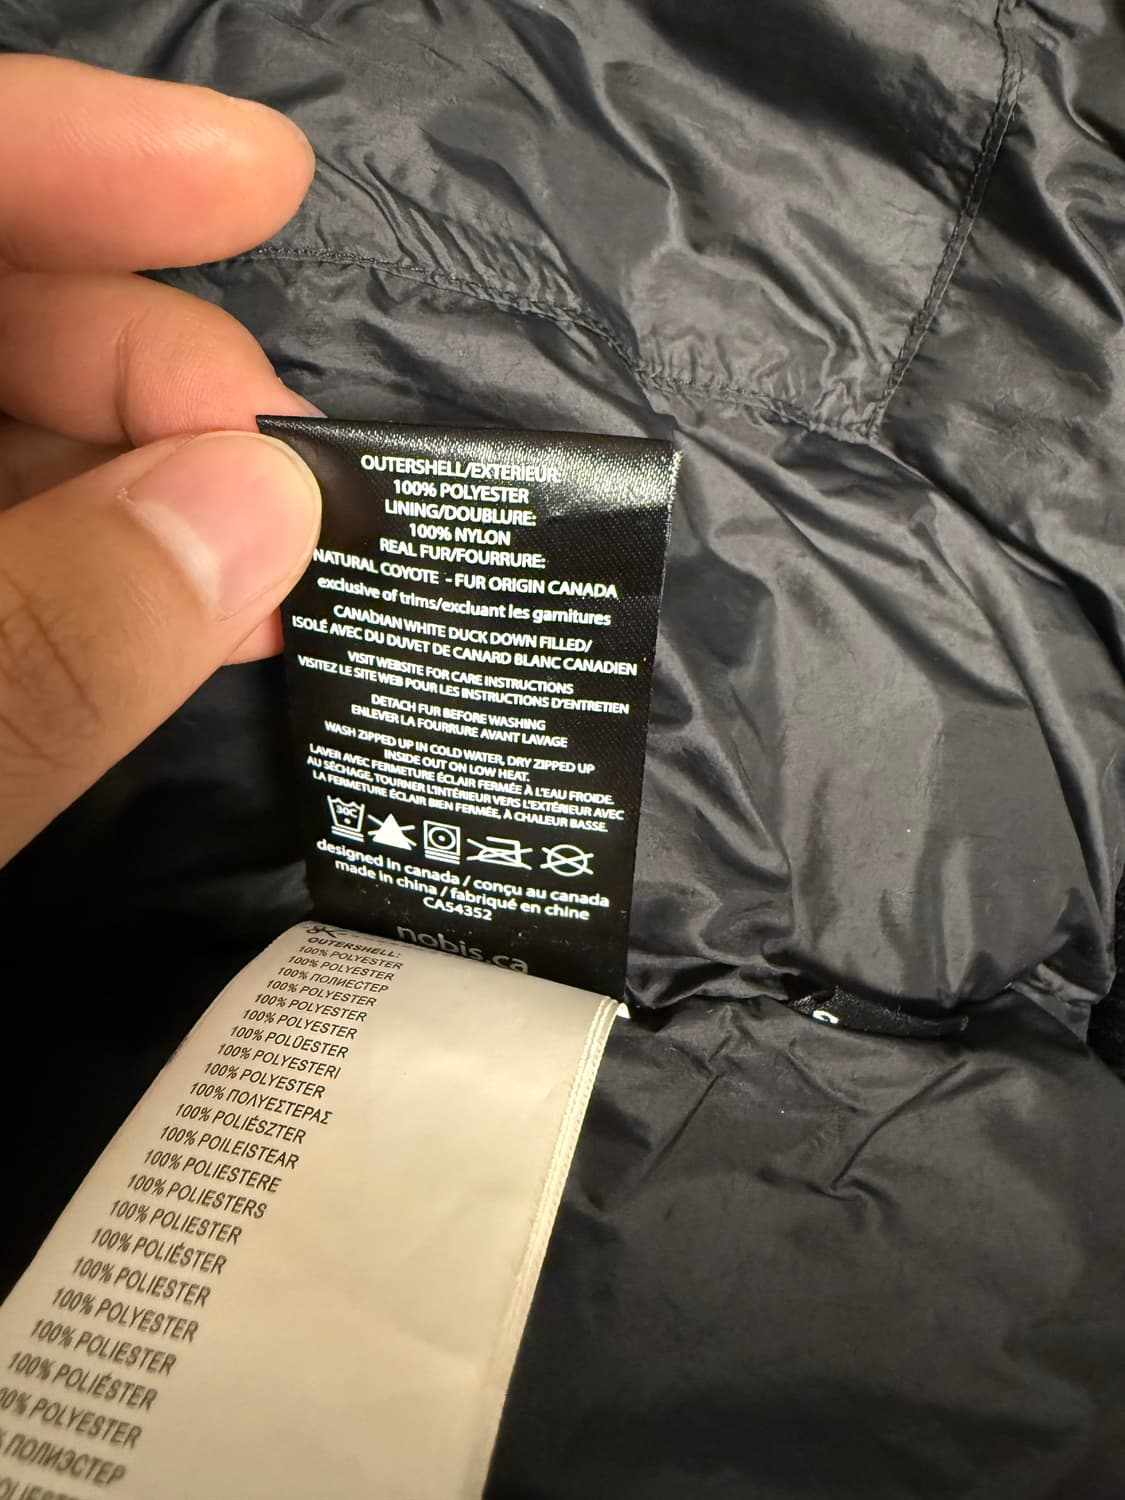 OUTERSHELL/EXTERIEUR:
100% POLYESTER
LINING/DOUBLURE:
100% NYLON
REAL FUR/FOURRURE:
NATURAL COYOTE - FUR ORIGIN CANADA
exclusive of trims/excluant les garnitures
CANADIAN WHITE DUCK DOWN FILLED/
ISOLÉ AVEC DU DUVET DE CANARD BLANC CANADIEN
VISIT WEBSITE FOR CARE INSTRUCTIONS
VISITEZ LE SITE WEB POUR LES INSTRUCTIONS D'ENTRETIEN
DETACH FUR BEFORE WASHING
ENLEVER LA FOURRURE AVANT LAVAGE
WASH ZIPPED UP IN COLD WATER, DRY ZIPPED UP
INSIDE OUT ON LOW HEAT.
LAVER AVEC FERMETURE ÉCLAIR FERMÉE À L'EAU FROIDE.
AU SÉCHAGE, TOURNER L'INTÉRIEUR VERS L'EXTÉRIEUR AVEC
LA FERMETURE ÉCLAIR BIEN FERMÉE, À CHALEUR BASSE.
30C
designed in canada / conçu au canada
made in china / fabriqué en chine
CA54352
nobis.ca
OUTERSHELL:
100% POLYESTER
100% POLYESTER
100% ПОЛИЕСТЕР
100% POLYESTER
100% POLYESTER
100% POLYESTER
100% POLÜESTER
100% POLYESTERI
100% POLYESTER
100% ΠΟΛΥΕΣΤΕΡΑΣ
100% POLIÉSZTER
100% POILEISTEAR
100% POLIESTERE
100% POLIESTERS
100% POLIESTER
100% POLIÉSTER
100% POLIESTER
100% POLYESTER
100% POLIESTER
100% POLIÉSTER
100% POLYESTER
% ПОЛИЭСТЕР